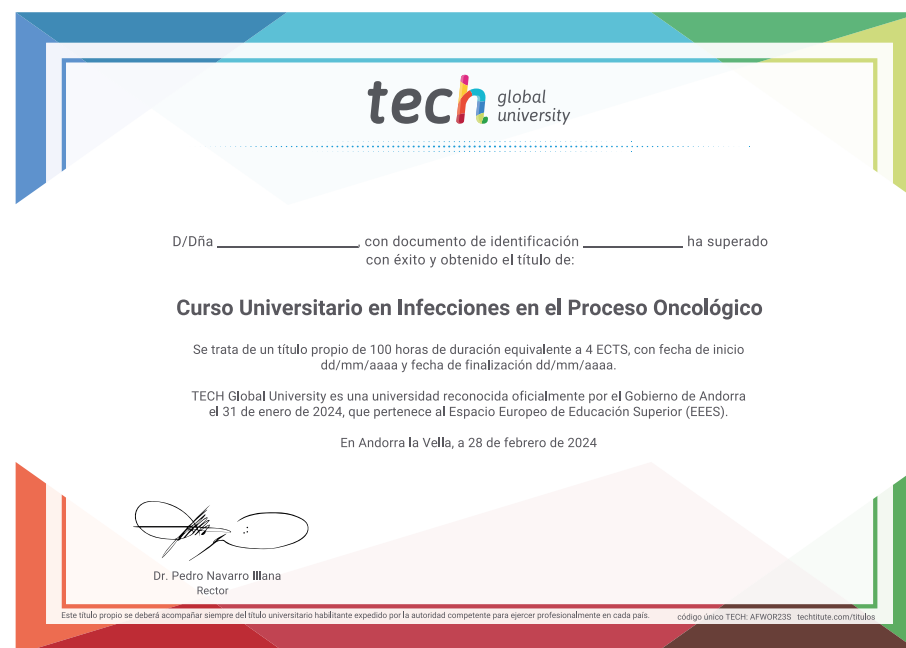 tech global university
D/Dña ________________, con documento de identificación ____________ ha superado
con éxito y obtenido el título de:
Curso Universitario en Infecciones en el Proceso Oncológico
Se trata de un título propio de 100 horas de duración equivalente a 4 ECTS, con fecha de inicio
dd/mm/aaaa y fecha de finalización dd/mm/aaaa.
TECH Global University es una universidad reconocida oficialmente por el Gobierno de Andorra
el 31 de enero de 2024, que pertenece al Espacio Europeo de Educación Superior (EEES).
En Andorra la Vella, a 28 de febrero de 2024
Dr. Pedro Navarro Illana
Rector
Este título propio se deberá acompañar siempre del título universitario habilitante expedido por la autoridad competente para ejercer profesionalmente en cada país.
código único TECH: AFWOR23S techtitute.com/titulos